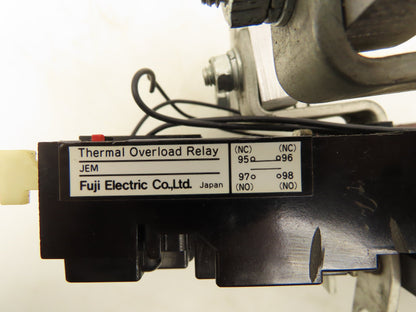 Thermal Overload Relay
JEM
Fuji Electric Co.,Ltd. Japan
(NC) (NC)
95 96
97 98
(NO) (NO)